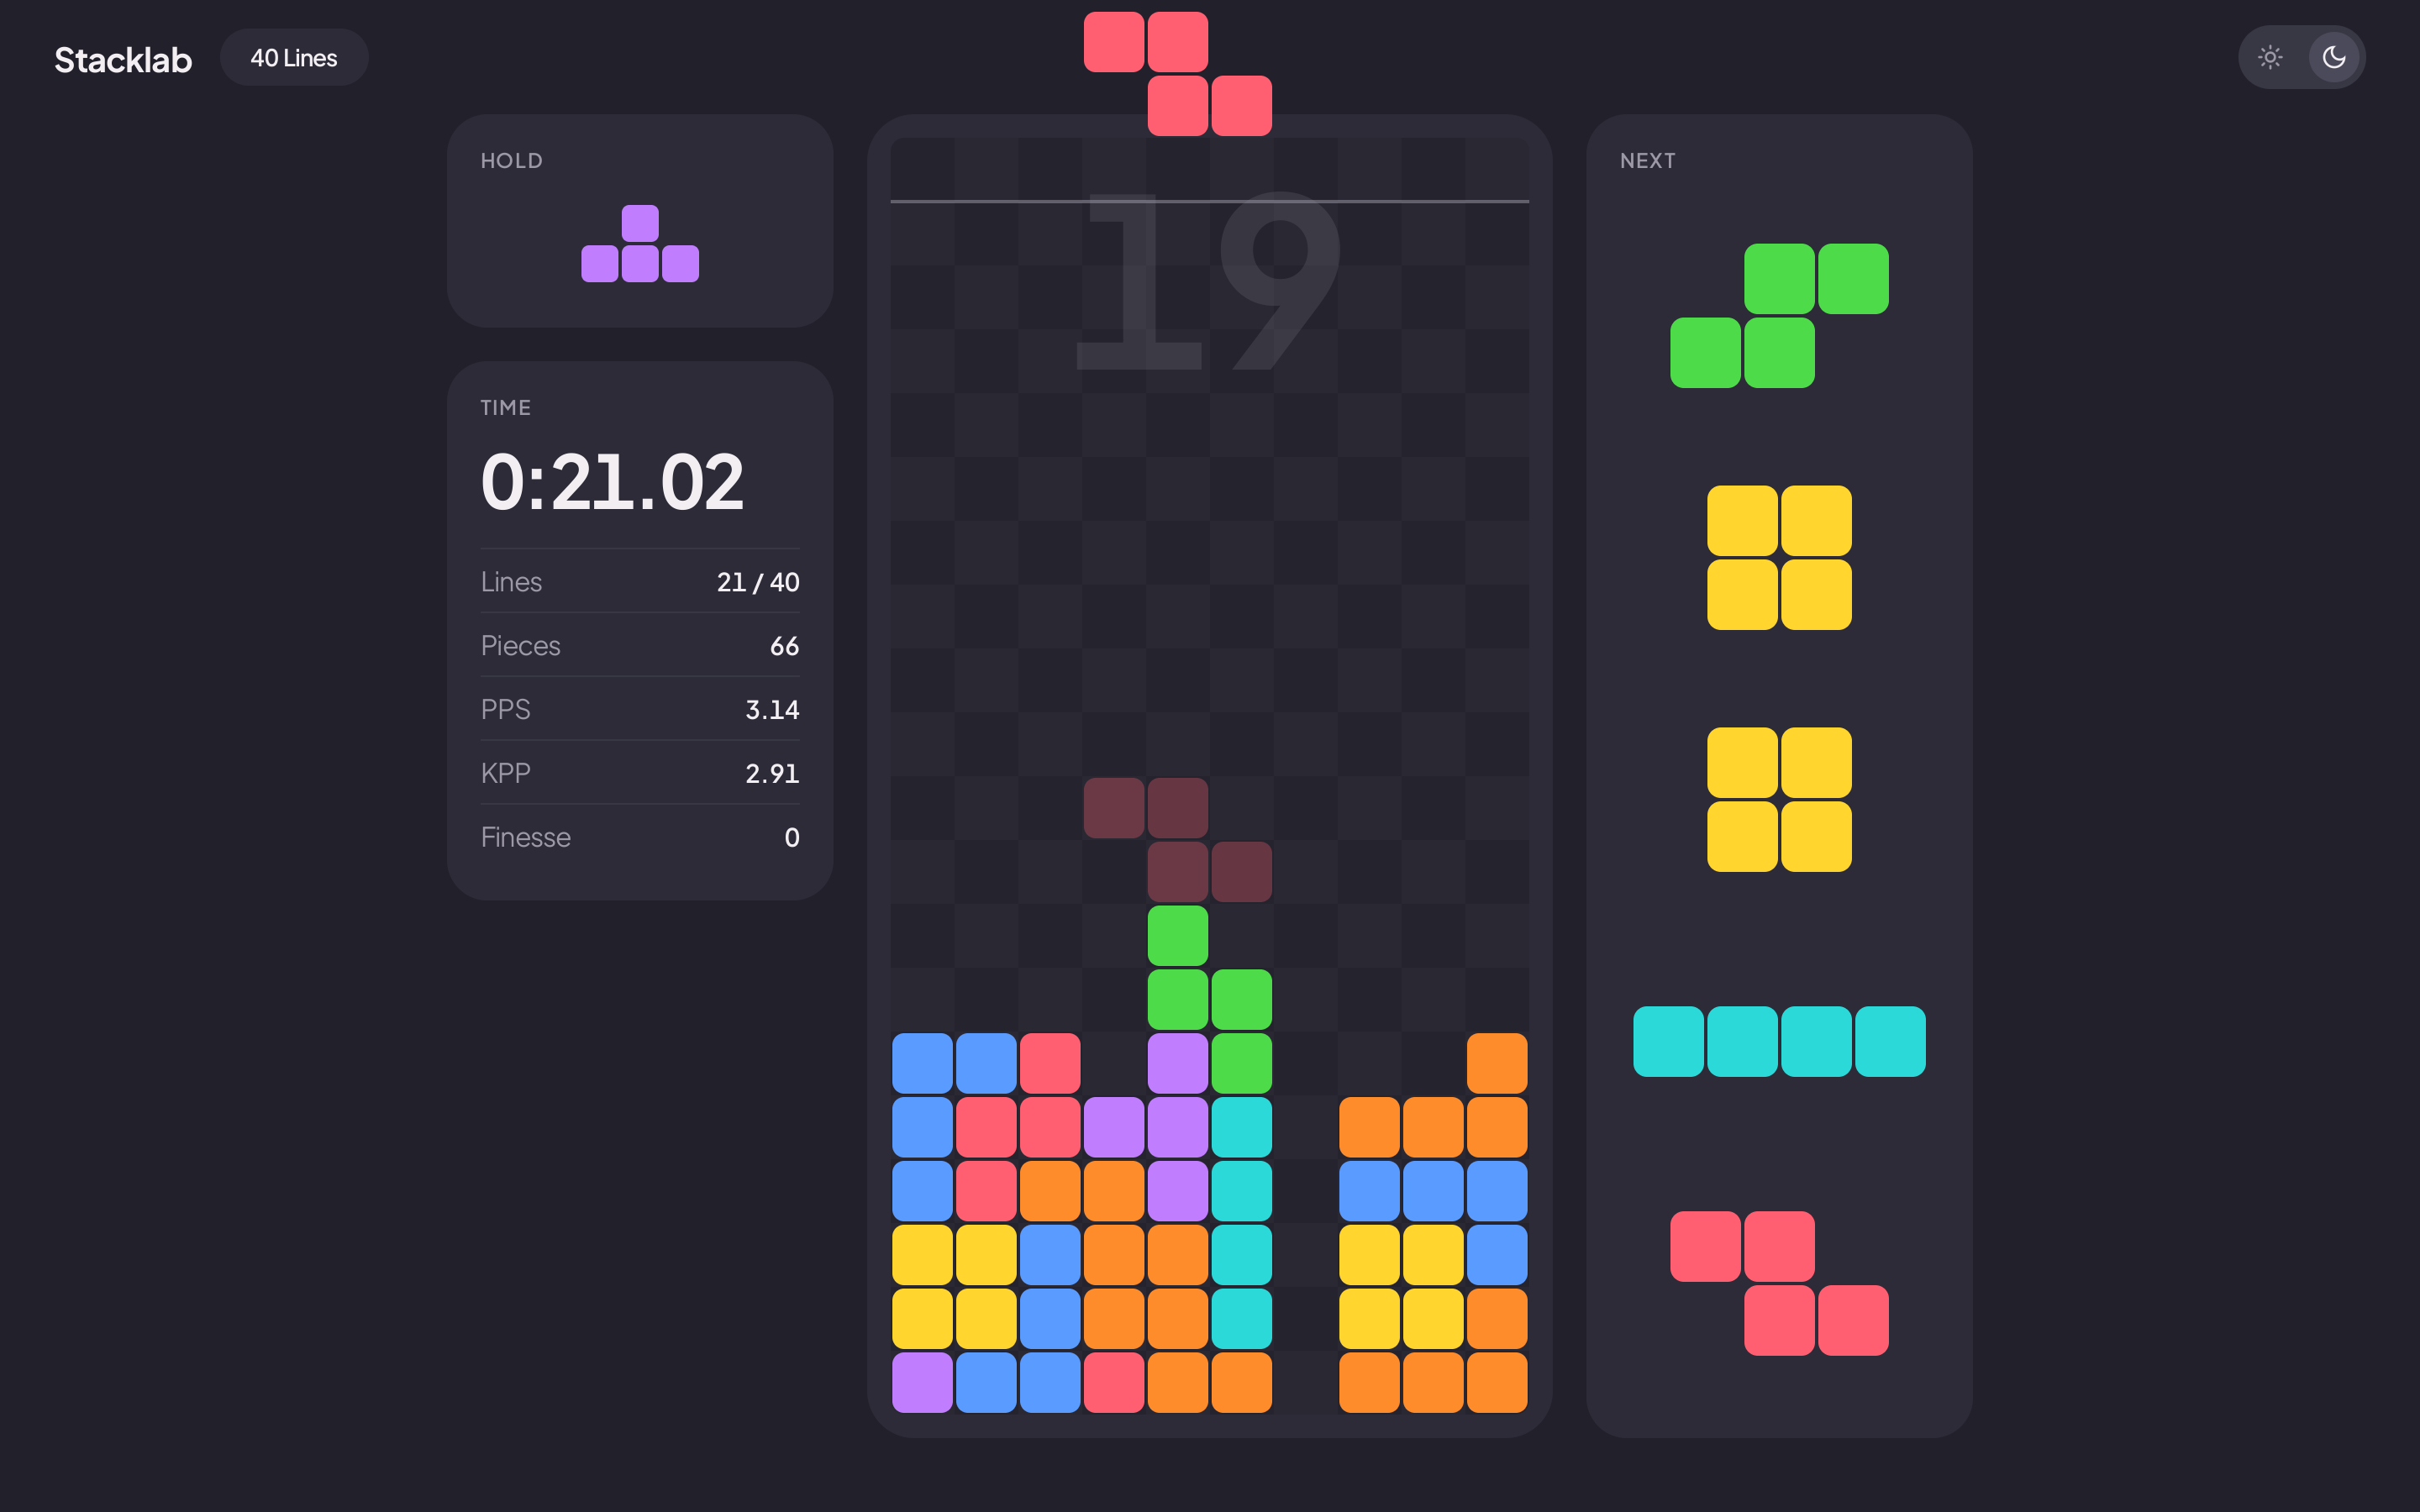 Stacklab
40 Lines
HOLD
TIME
0:21.02
Lines 21 / 40
Pieces 66
PPS 3.14
KPP 2.91
Finesse 0
19
NEXT